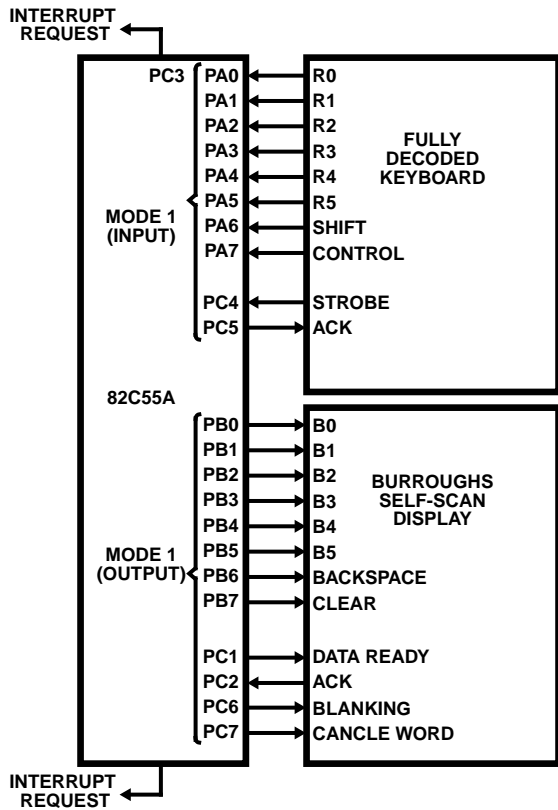 INTERRUPT
REQUEST
PC3 PA0 R0
PA1 R1
PA2 R2
PA3 R3
PA4 R4
PA5 R5
PA6 SHIFT
PA7 CONTROL
PC4 STROBE
PC5 ACK
MODE 1
(INPUT)
FULLY
DECODED
KEYBOARD
82C55A
PB0 B0
PB1 B1
PB2 B2
PB3 B3
PB4 B4
PB5 B5
PB6 BACKSPACE
PB7 CLEAR
PC1 DATA READY
PC2 ACK
PC6 BLANKING
PC7 CANCLE WORD
MODE 1
(OUTPUT)
BURROUGHS
SELF-SCAN
DISPLAY
INTERRUPT
REQUEST